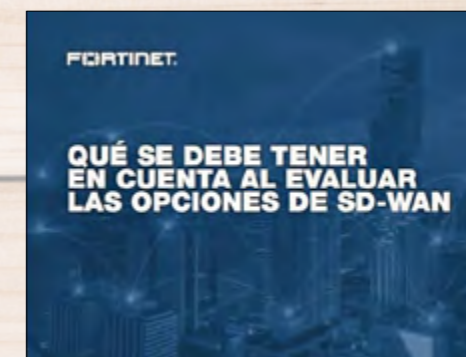 FORTINET
QUÉ SE DEBE TENER
EN CUENTA AL EVALUAR
LAS OPCIONES DE SD-WAN